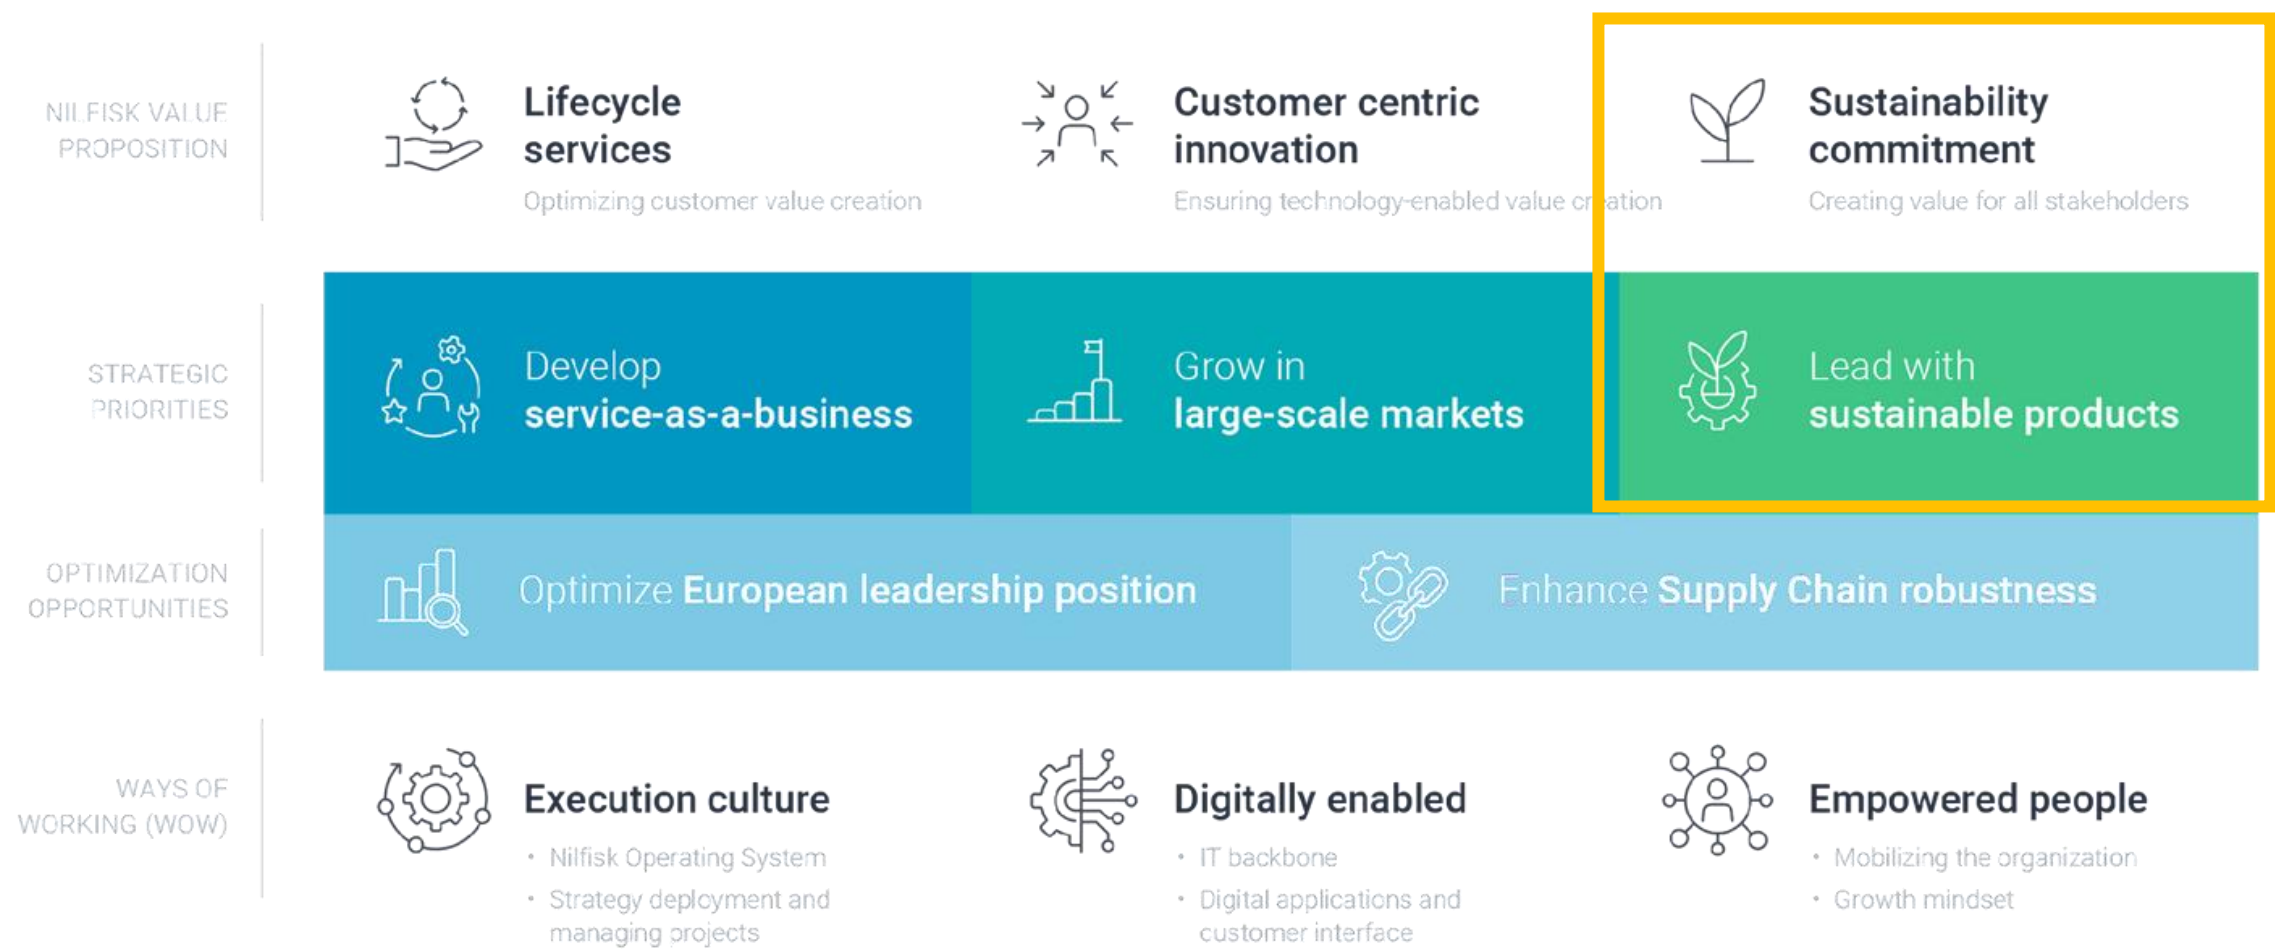 NILFISK VALUE
PROPOSITION
Lifecycle
services
Optimizing customer value creation
Customer centric
innovation
Ensuring technology-enabled value creation
Sustainability
commitment
Creating value for all stakeholders
STRATEGIC
PRIORITIES
Develop
service-as-a-business
Grow in
large-scale markets
Lead with
sustainable products
OPTIMIZATION
OPPORTUNITIES
Optimize European leadership position
Enhance Supply Chain robustness
WAYS OF
WORKING (WOW)
Execution culture
• Nilfisk Operating System
• Strategy deployment and
managing projects
Digitally enabled
• IT backbone
• Digital applications and
customer interface
Empowered people
• Mobilizing the organization
• Growth mindset